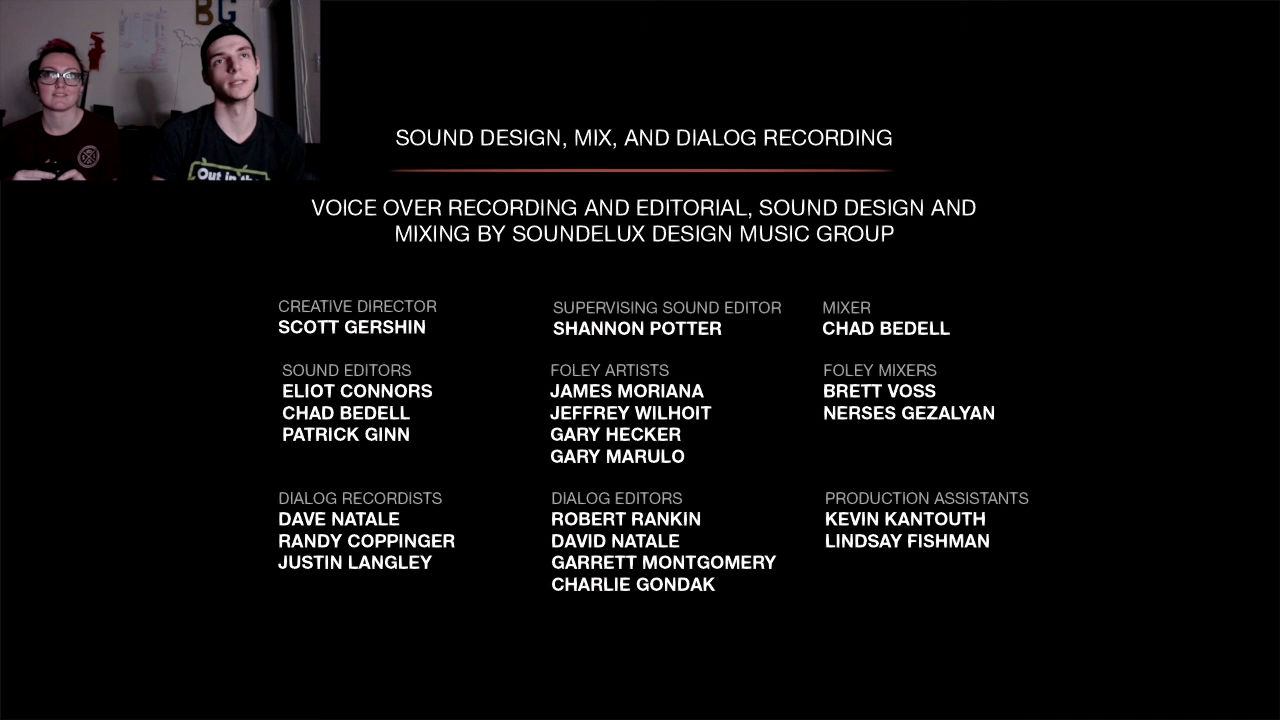 BG
Out in the
SOUND DESIGN, MIX, AND DIALOG RECORDING
VOICE OVER RECORDING AND EDITORIAL, SOUND DESIGN AND
MIXING BY SOUNDELUX DESIGN MUSIC GROUP
CREATIVE DIRECTOR
SCOTT GERSHIN
SUPERVISING SOUND EDITOR
SHANNON POTTER
MIXER
CHAD BEDELL
SOUND EDITORS
ELIOT CONNORS
CHAD BEDELL
PATRICK GINN
FOLEY ARTISTS
JAMES MORIANA
JEFFREY WILHOIT
GARY HECKER
GARY MARULO
FOLEY MIXERS
BRETT VOSS
NERSES GEZALYAN
DIALOG RECORDISTS
DAVE NATALE
RANDY COPPINGER
JUSTIN LANGLEY
DIALOG EDITORS
ROBERT RANKIN
DAVID NATALE
GARRETT MONTGOMERY
CHARLIE GONDAK
PRODUCTION ASSISTANTS
KEVIN KANTOUTH
LINDSAY FISHMAN